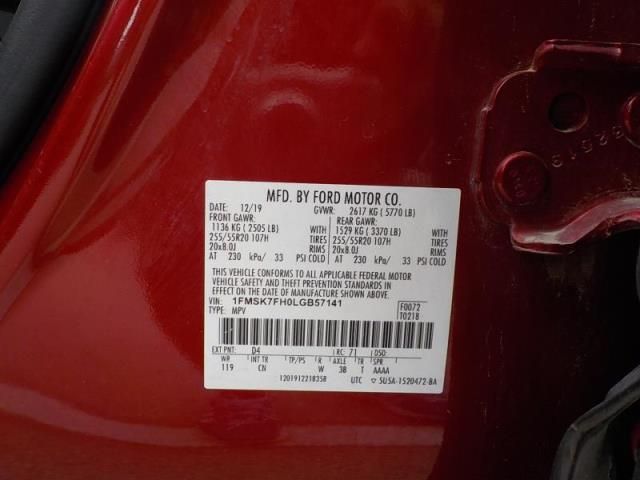 MFD. BY FORD MOTOR CO.
DATE: 12/19 GVWR: 2617 KG ( 5770 LB)
FRONT GAWR: REAR GAWR:
1136 KG ( 2505 LB) WITH 1529 KG ( 3370 LB) WITH
255/55R20 107H TIRES 255/55R20 107H TIRES
20x8.0J RIMS 20x8.0J RIMS
AT 230 kPa/ 33 PSI COLD AT 230 kPa/ 33 PSI COLD
THIS VEHICLE CONFORMS TO ALL APPLICABLE FEDERAL MOTOR
VEHICLE SAFETY AND THEFT PREVENTION STANDARDS IN
EFFECT ON THE DATE OF MANUFACTURE SHOWN ABOVE.
VIN: 1FMSK7FH0LGB57141 F0072
TYPE: MPV T0218
EXT PNT: D4 RC: 71 DSO:
WB INT TR TP/PS R AXLE TR SPR
119 CN W 3B T AAAA
120191221835B
UTC 5U5A-1520472-BA